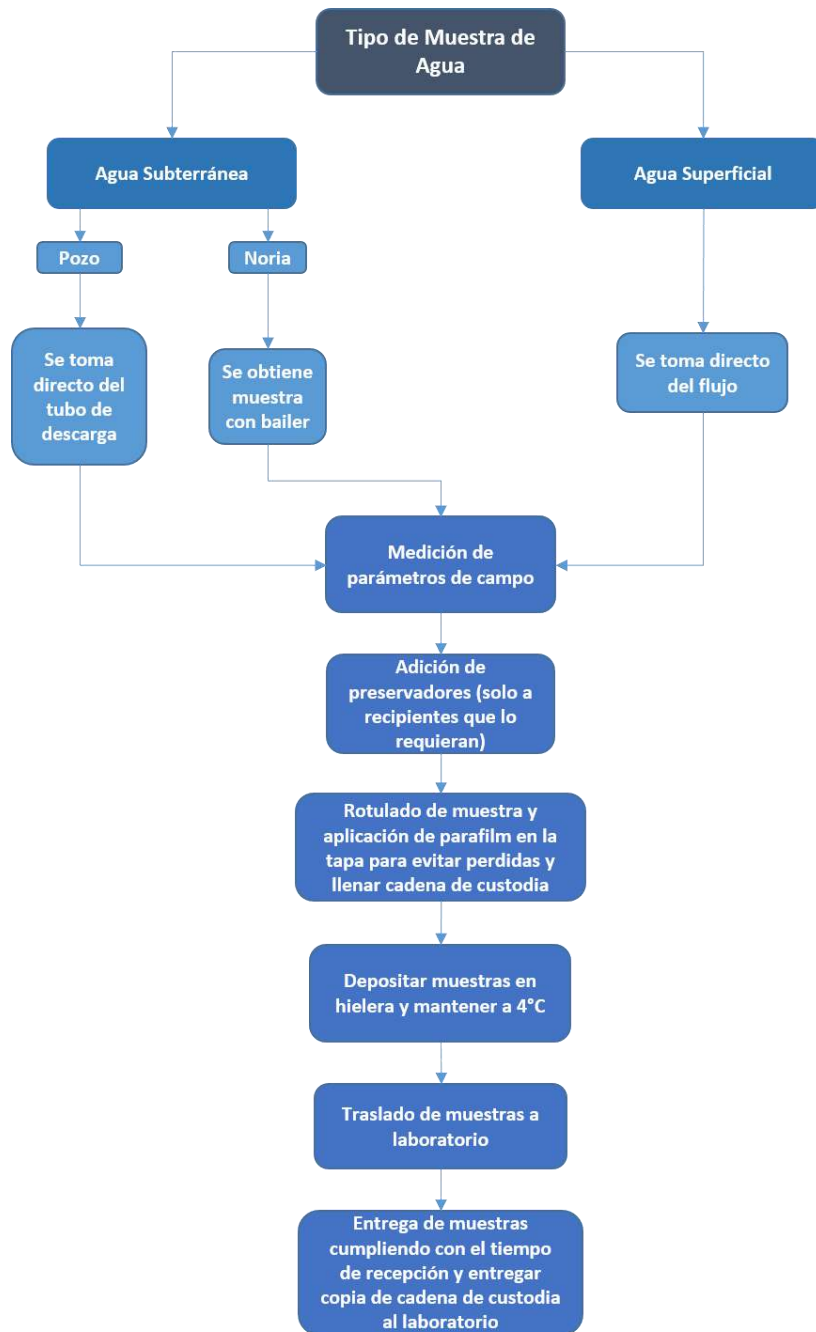 Tipo de Muestra de
Agua
Agua Subterránea
Agua Superficial
Pozo
Noria
Se toma
directo del
tubo de
descarga
Se obtiene
muestra
con bailer
Se toma directo
del flujo
Medición de
parámetros de campo
Adición de
preservadores (solo a
recipientes que lo
requieran)
Rotulado de muestra y
aplicación de parafilm en la
tapa para evitar perdidas y
llenar cadena de custodia
Depositar muestras en
hielera y mantener a 4°C
Traslado de muestras a
laboratorio
Entrega de muestras
cumpliendo con el tiempo
de recepción y entregar
copia de cadena de custodia
al laboratorio